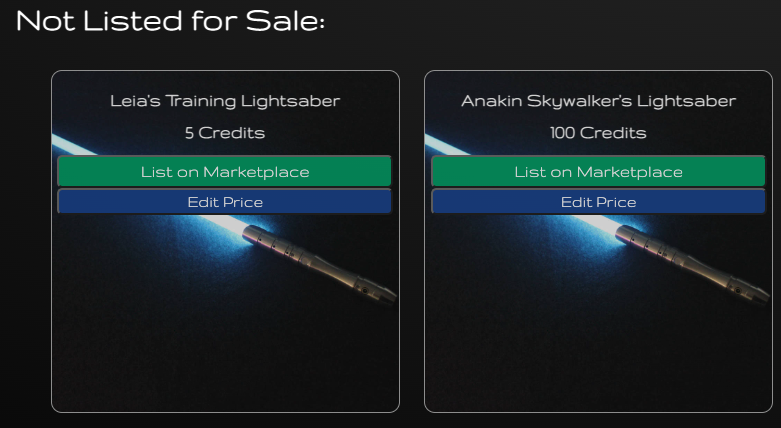 Not Listed for Sale:
Leia's Training Lightsaber
5 Credits
List on Marketplace
Edit Price
Anakin Skywalker's Lightsaber
100 Credits
List on Marketplace
Edit Price